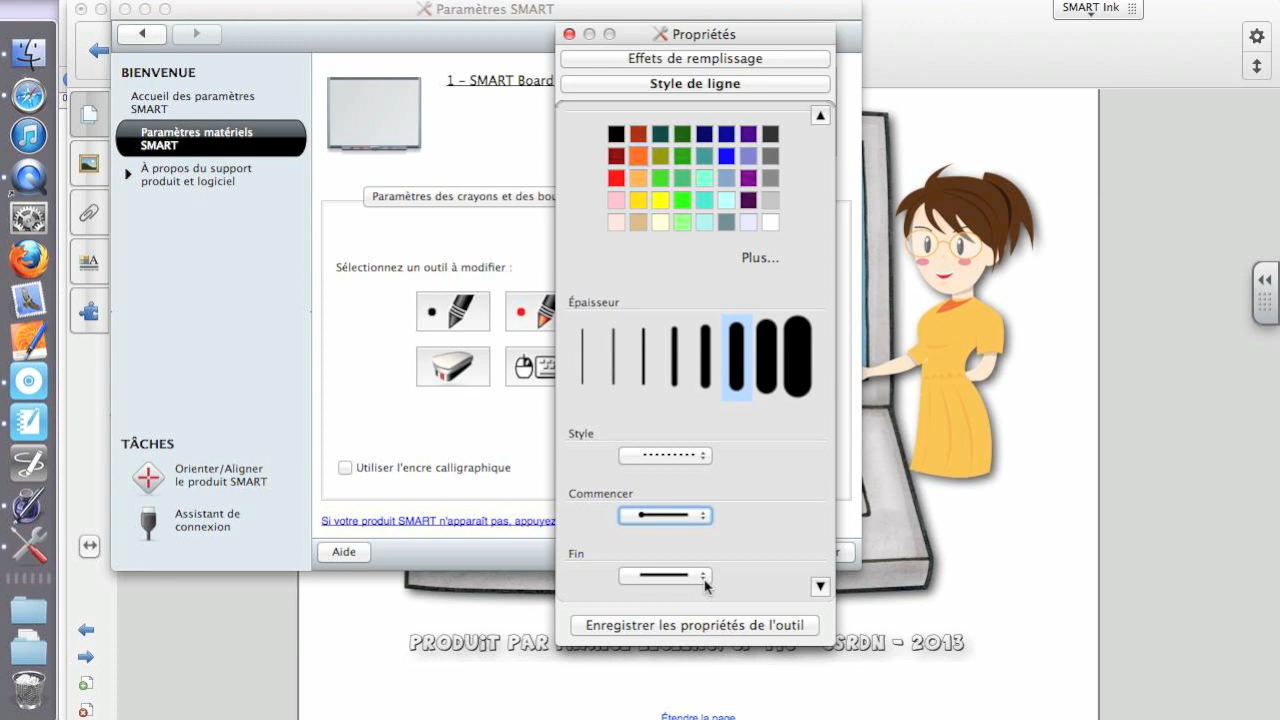 Paramètres SMART
SMART Ink
Propriétés
BIENVENUE
Accueil des paramètres
SMART
Paramètres matériels
SMART
À propos du support
produit et logiciel
TÂCHES
Orienter/Aligner
le produit SMART
Assistant de
connexion
1 – SMART Board
Paramètres des crayons et des bou
Sélectionnez un outil à modifier :
Utiliser l'encre calligraphique
Si votre produit SMART n'apparaît pas, appuyez
Aide
r
Effets de remplissage
Style de ligne
Plus...
Épaisseur
Style
Commencer
Fin
Enregistrer les propriétés de l'outil
PRODUIT PAR
2013
Étendre la page